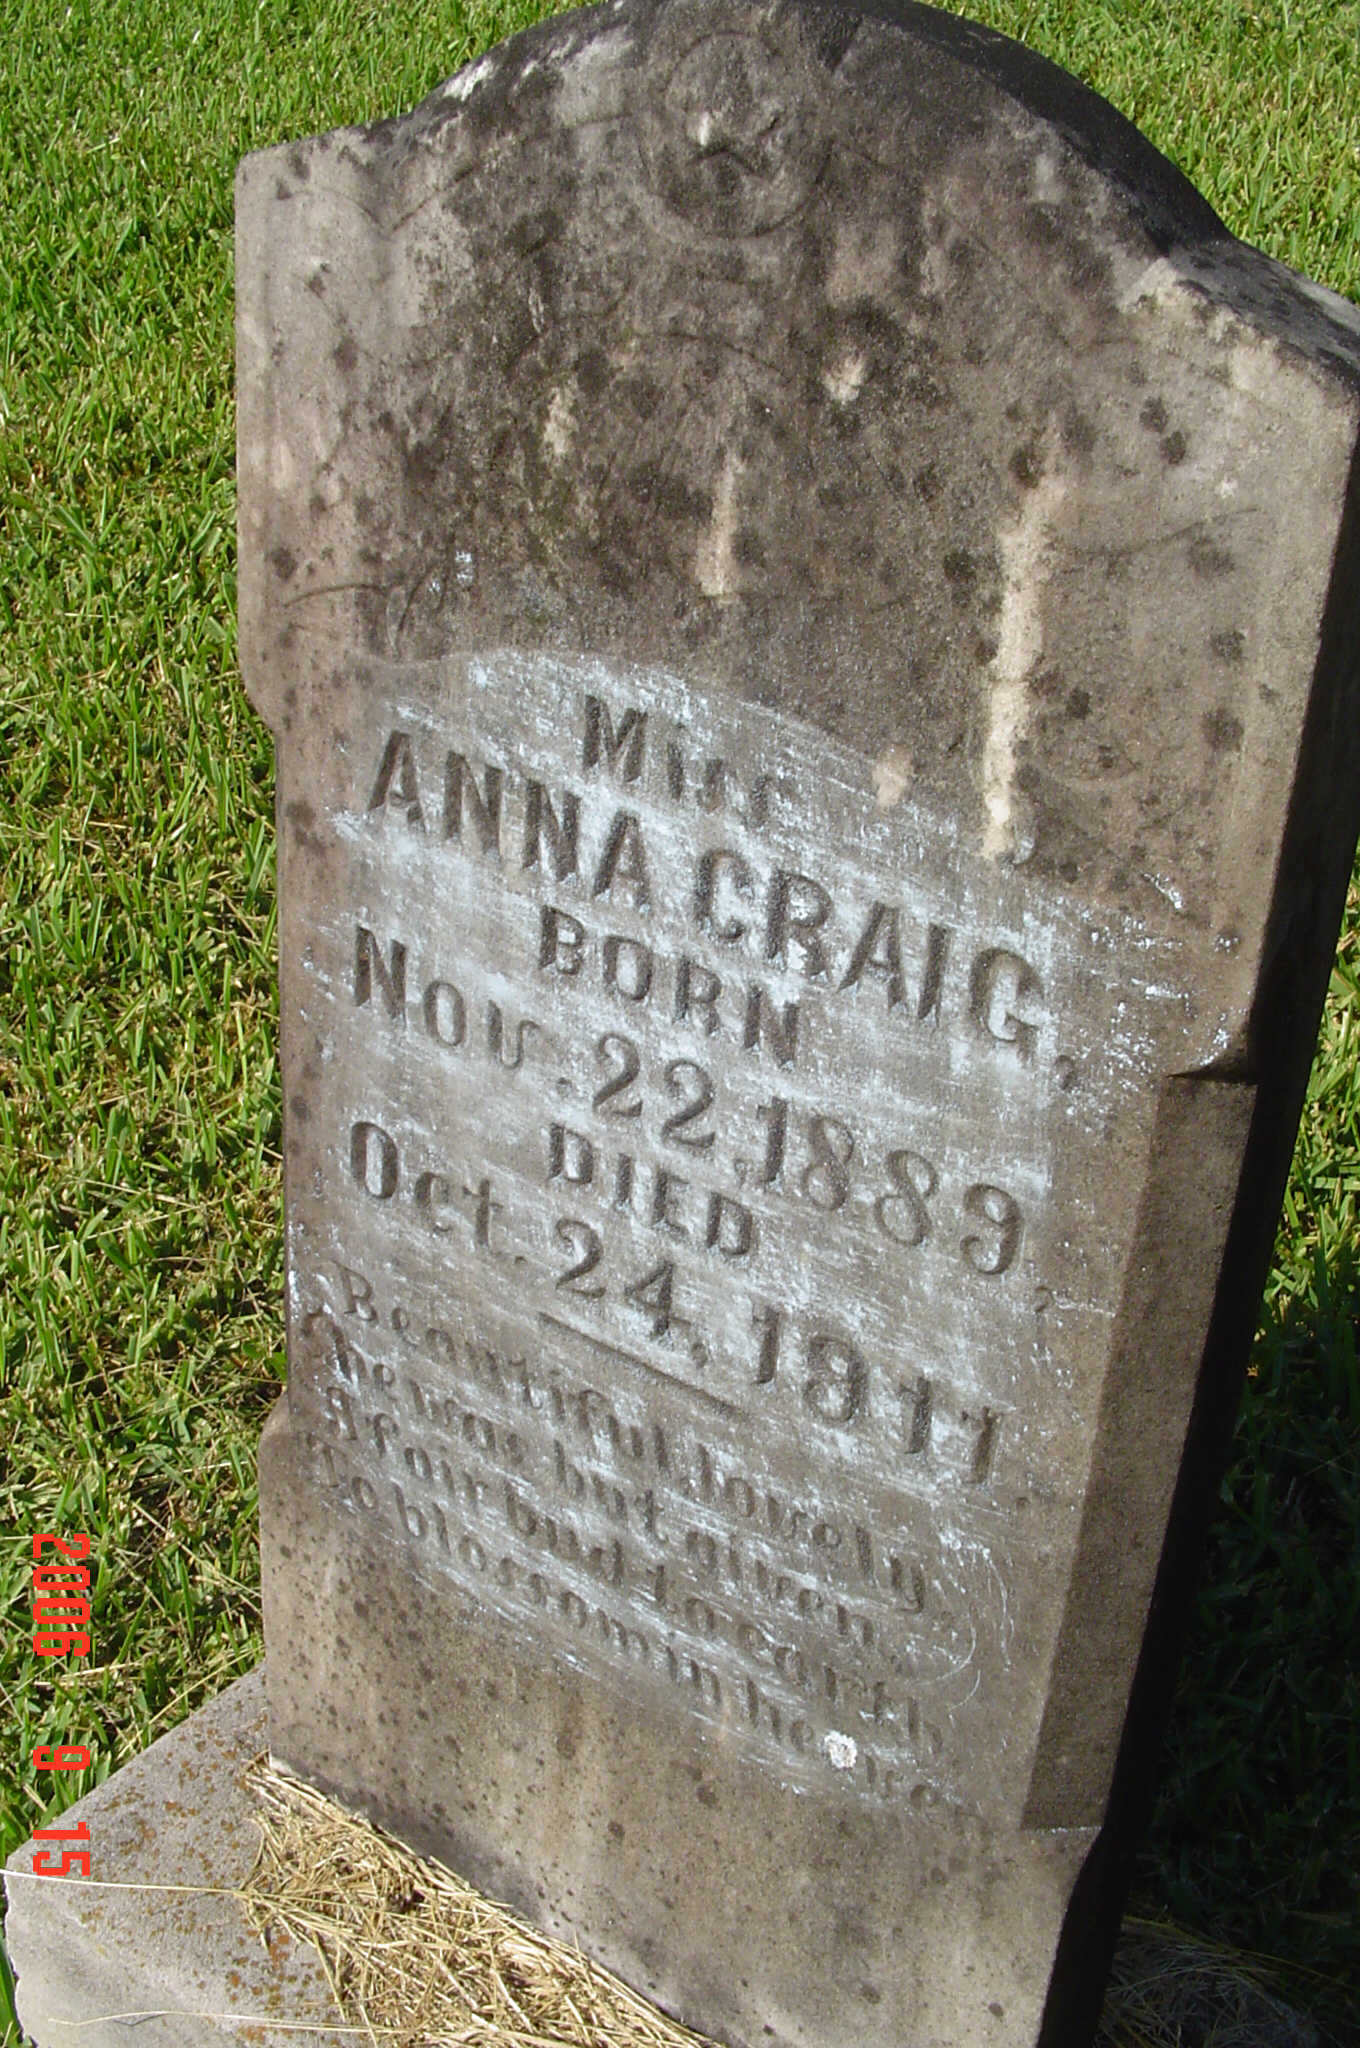 Miss
ANNA CRAIG,
BORN
Nov. 22, 1889,
DIED
Oct. 24, 1911.
Beautiful, lovely
She was but given
A fair bud to earth
To blossom in heaven
2006 9 15